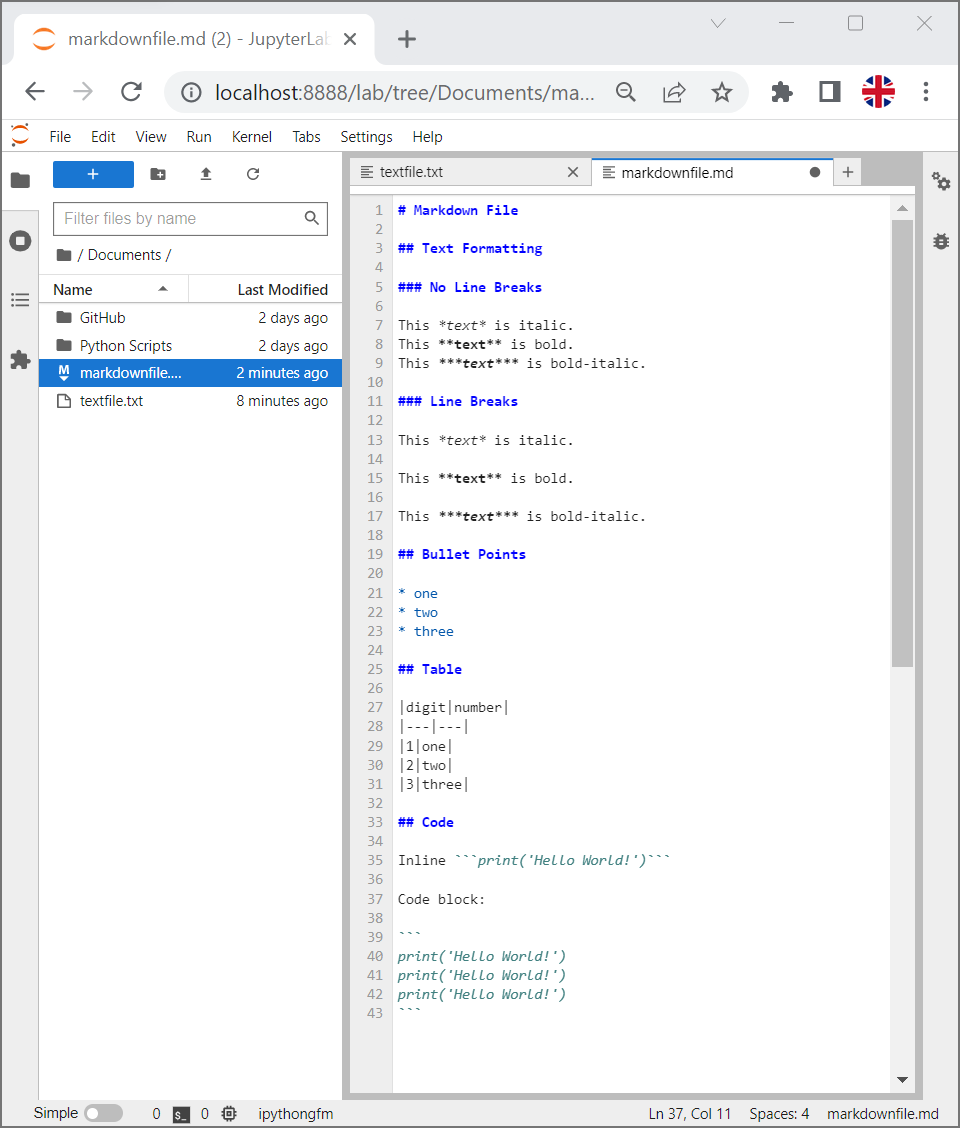 markdownfile.md (2) - JupyterLab
localhost:8888/lab/tree/Documents/ma...
File Edit View Run Kernel Tabs Settings Help
Filter files by name
/ Documents /
Name Last Modified
GitHub 2 days ago
Python Scripts 2 days ago
markdownfile.... 2 minutes ago
textfile.txt 8 minutes ago
textfile.txt markdownfile.md
1 # Markdown File
2
3 ## Text Formatting
4
5 ### No Line Breaks
6
7 This *text* is italic.
8 This **text** is bold.
9 This ***text*** is bold-italic.
10
11 ### Line Breaks
12
13 This *text* is italic.
14
15 This **text** is bold.
16
17 This ***text*** is bold-italic.
18
19 ## Bullet Points
20
21 * one
22 * two
23 * three
24
25 ## Table
26
27 |digit|number|
28 |---|---|
29 |1|one|
30 |2|two|
31 |3|three|
32
33 ## Code
34
35 Inline ```print('Hello World!')```
36
37 Code block:
38
39 ```
40 print('Hello World!')
41 print('Hello World!')
42 print('Hello World!')
43 ```
Simple 0 0 ipythongfm Ln 37, Col 11 Spaces: 4 markdownfile.md